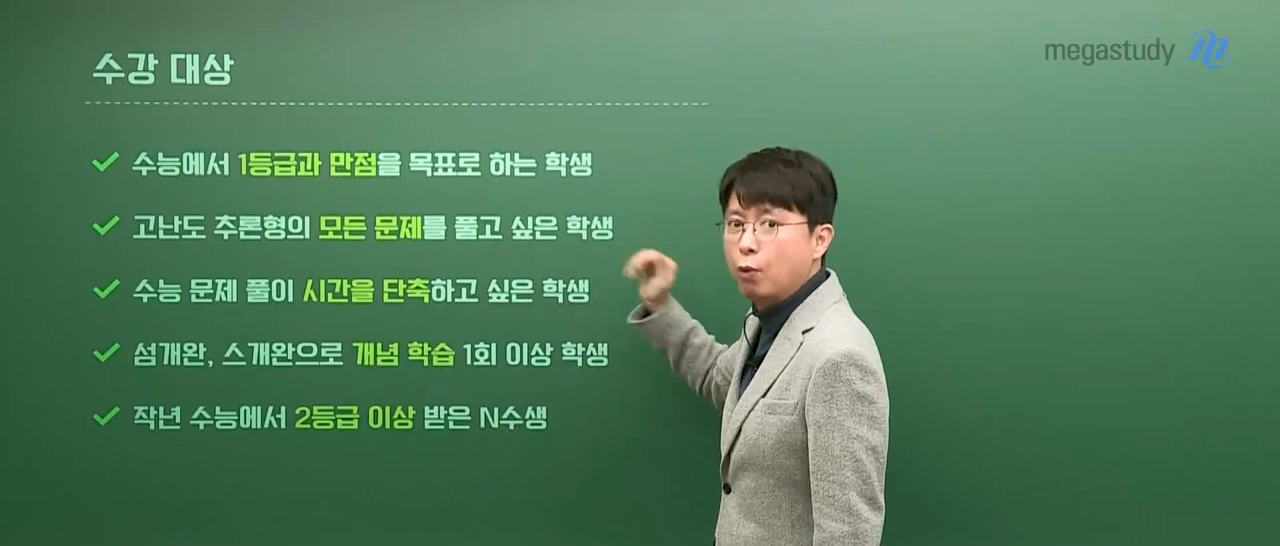 수강 대상
megastudy
수능에서 1등급과 만점을 목표로 하는 학생
고난도 추론형의 모든 문제를 풀고 싶은 학생
수능 문제 풀이 시간을 단축하고 싶은 학생
섬개완, 스개완으로 개념 학습 1회 이상 학생
작년 수능에서 2등급 이상 받은 N수생